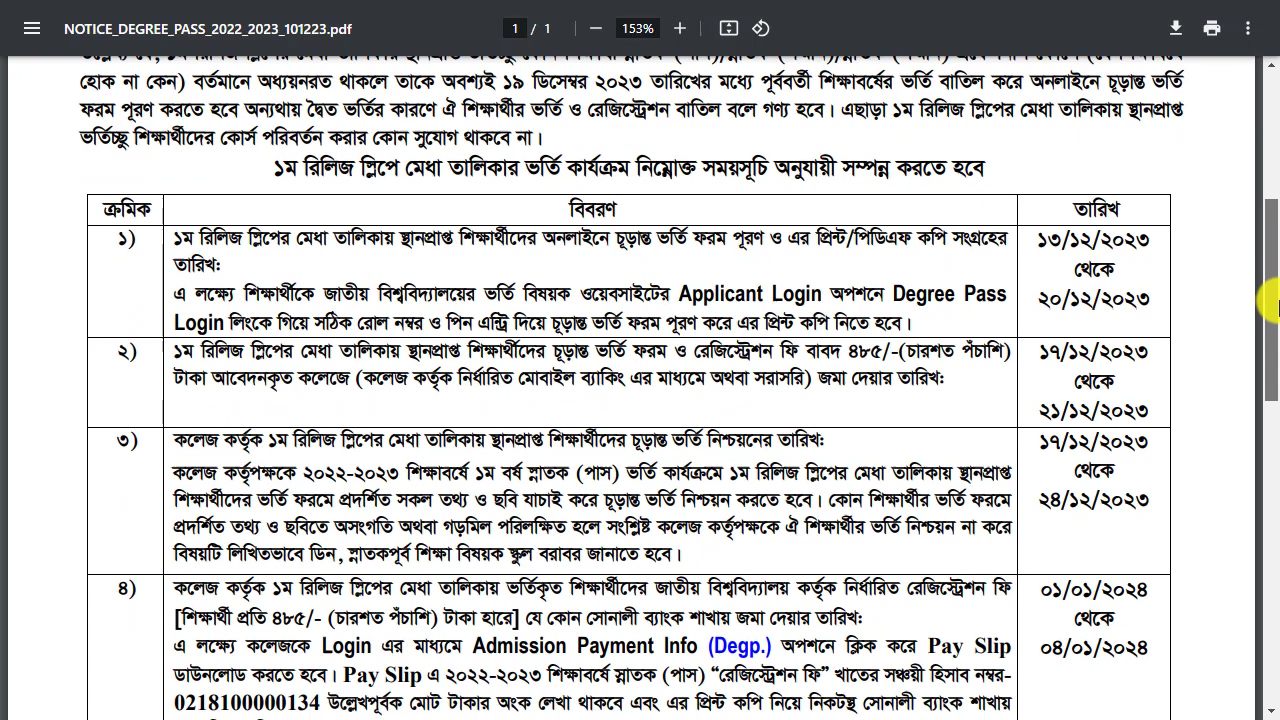 NOTICE_DEGREE_PASS_2022_2023_101223.pdf
1 / 1
153%
হোক না কেন) বর্তমানে অধ্যয়নরত থাকলে তাকে অবশ্যই ১৯ ডিসেম্বর ২০২৩ তারিখের মধ্যে পূর্ববর্তী শিক্ষাবর্ষের ভর্তি বাতিল করে অনলাইনে চূড়ান্ত ভর্তি
ফরম পূরণ করতে হবে অন্যথায় দ্বৈত ভর্তির কারণে ঐ শিক্ষার্থীর ভর্তি ও রেজিস্ট্রেশন বাতিল বলে গণ্য হবে। এছাড়া ১ম রিলিজ স্লিপের মেধা তালিকায় স্থানপ্রাপ্ত
ভর্তিচ্ছু শিক্ষার্থীদের কোর্স পরিবর্তন করার কোন সুযোগ থাকবে না।
১ম রিলিজ স্লিপে মেধা তালিকার ভর্তি কার্যক্রম নিম্নোক্ত সময়সূচি অনুযায়ী সম্পন্ন করতে হবে
ক্রমিক বিবরণ তারিখ
১) ১ম রিলিজ স্লিপের মেধা তালিকায় স্থানপ্রাপ্ত শিক্ষার্থীদের অনলাইনে চূড়ান্ত ভর্তি ফরম পূরণ ও এর প্রিন্ট/পিডিএফ কপি সংগ্রহের
তারিখ:
এ লক্ষ্যে শিক্ষার্থীকে জাতীয় বিশ্ববিদ্যালয়ের ভর্তি বিষয়ক ওয়েবসাইটের Applicant Login অপশনে Degree Pass
Login লিংকে গিয়ে সঠিক রোল নম্বর ও পিন এন্ট্রি দিয়ে চূড়ান্ত ভর্তি ফরম পূরণ করে এর প্রিন্ট কপি নিতে হবে।
১৩/১২/২০২৩
থেকে
২০/১২/২০২৩
২) ১ম রিলিজ স্লিপের মেধা তালিকায় স্থানপ্রাপ্ত শিক্ষার্থীদের চূড়ান্ত ভর্তি ফরম ও রেজিস্ট্রেশন ফি বাবদ ৪৮৫/-(চারশত পঁচাশি)
টাকা আবেদনকৃত কলেজে (কলেজ কর্তৃক নির্ধারিত মোবাইল ব্যাকিং এর মাধ্যমে অথবা সরাসরি) জমা দেয়ার তারিখ:
১৭/১২/২০২৩
থেকে
২১/১২/২০২৩
৩) কলেজ কর্তৃক ১ম রিলিজ স্লিপের মেধা তালিকায় স্থানপ্রাপ্ত শিক্ষার্থীদের চূড়ান্ত ভর্তি নিশ্চয়নের তারিখ:
কলেজ কর্তৃপক্ষকে ২০২২-২০২৩ শিক্ষাবর্ষে ১ম বর্ষ স্নাতক (পাস) ভর্তি কার্যক্রমে ১ম রিলিজ স্লিপের মেধা তালিকায় স্থানপ্রাপ্ত
শিক্ষার্থীদের ভর্তি ফরমে প্রদর্শিত সকল তথ্য ও ছবি যাচাই করে চূড়ান্ত ভর্তি নিশ্চয়ন করতে হবে। কোন শিক্ষার্থীর ভর্তি ফরমে
প্রদর্শিত তথ্য ও ছবিতে অসংগতি অথবা গড়মিল পরিলক্ষিত হলে সংশ্লিষ্ট কলেজ কর্তৃপক্ষকে ঐ শিক্ষার্থীর ভর্তি নিশ্চয়ন না করে
বিষয়টি লিখিতভাবে ডিন, স্নাতকপূর্ব শিক্ষা বিষয়ক স্কুল বরাবর জানাতে হবে।
১৭/১২/২০২৩
থেকে
২৪/১২/২০২৩
৪) কলেজ কর্তৃক ১ম রিলিজ স্লিপের মেধা তালিকায় ভর্তিকৃত শিক্ষার্থীদের জাতীয় বিশ্ববিদ্যালয় কর্তৃক নির্ধারিত রেজিস্ট্রেশন ফি
[শিক্ষার্থী প্রতি ৪৮৫/- (চারশত পঁচাশি) টাকা হারে] যে কোন সোনালী ব্যাংক শাখায় জমা দেয়ার তারিখ:
এ লক্ষ্যে কলেজকে Login এর মাধ্যমে Admission Payment Info (Degp.) অপশনে ক্লিক করে Pay Slip
ডাউনলোড করতে হবে। Pay Slip এ ২০২২-২০২৩ শিক্ষাবর্ষে স্নাতক (পাস) “রেজিস্ট্রেশন ফি” খাতের সঞ্চয়ী হিসাব নম্বর-
0218100000134 উল্লেখপূর্বক মোট টাকার অংক লেখা থাকবে এবং এর প্রিন্ট কপি নিয়ে নিকটস্থ সোনালী ব্যাংক শাখায়
০১/০১/২০২৪
থেকে
০৪/০১/২০২৪